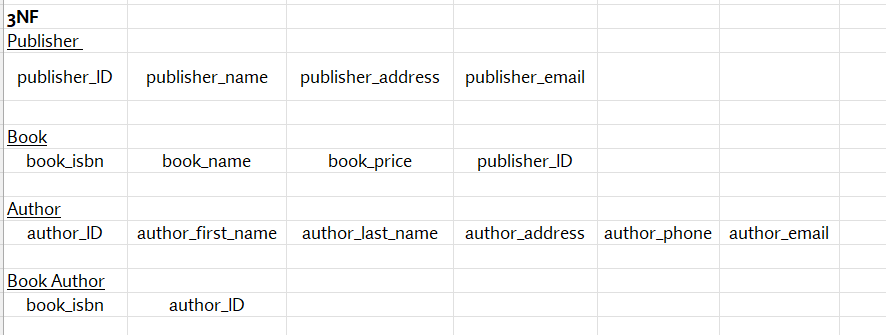 3NF
Publisher
publisher_ID publisher_name publisher_address publisher_email
Book
book_isbn book_name book_price publisher_ID
Author
author_ID author_first_name author_last_name author_address author_phone author_email
Book Author
book_isbn author_ID